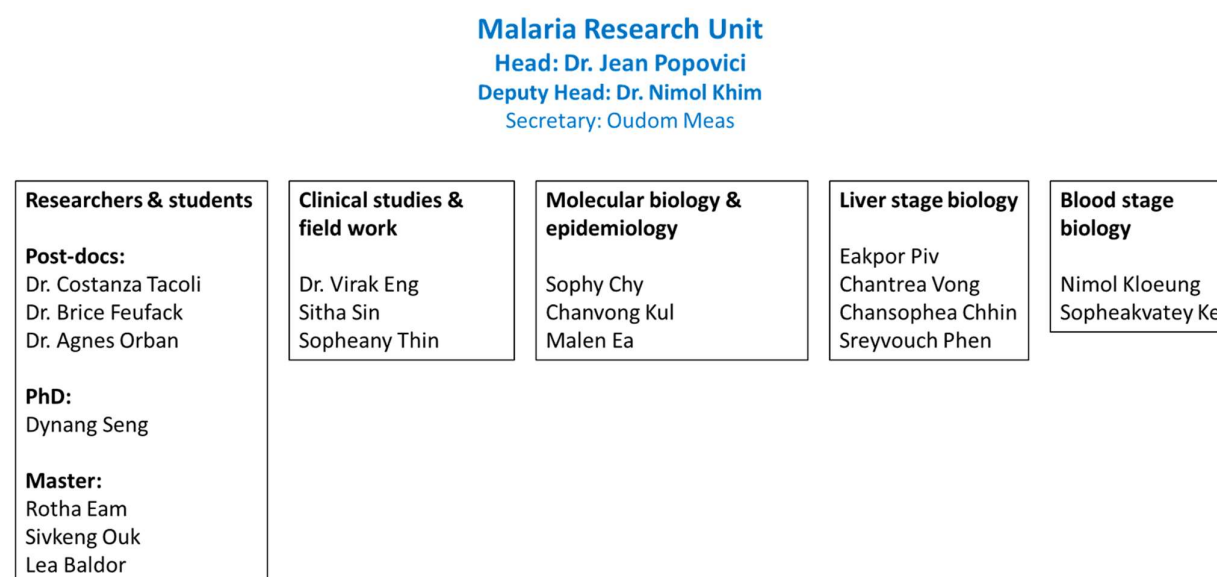 Malaria Research Unit
Head: Dr. Jean Popovici
Deputy Head: Dr. Nimol Khim
Secretary: Oudom Meas
Researchers & students
Post-docs:
Dr. Costanza Tacoli
Dr. Brice Feufack
Dr. Agnes Orban
PhD:
Dynang Seng
Master:
Rotha Eam
Sivkeng Ouk
Lea Baldor
Clinical studies &
field work
Dr. Virak Eng
Sitha Sin
Sopheany Thin
Molecular biology &
epidemiology
Sophy Chy
Chanvong Kul
Malen Ea
Liver stage biology
Eakpor Piv
Chantrea Vong
Chansophea Chhin
Sreyvouch Phen
Blood stage
biology
Nimol Kloeung
Sopheakvatey